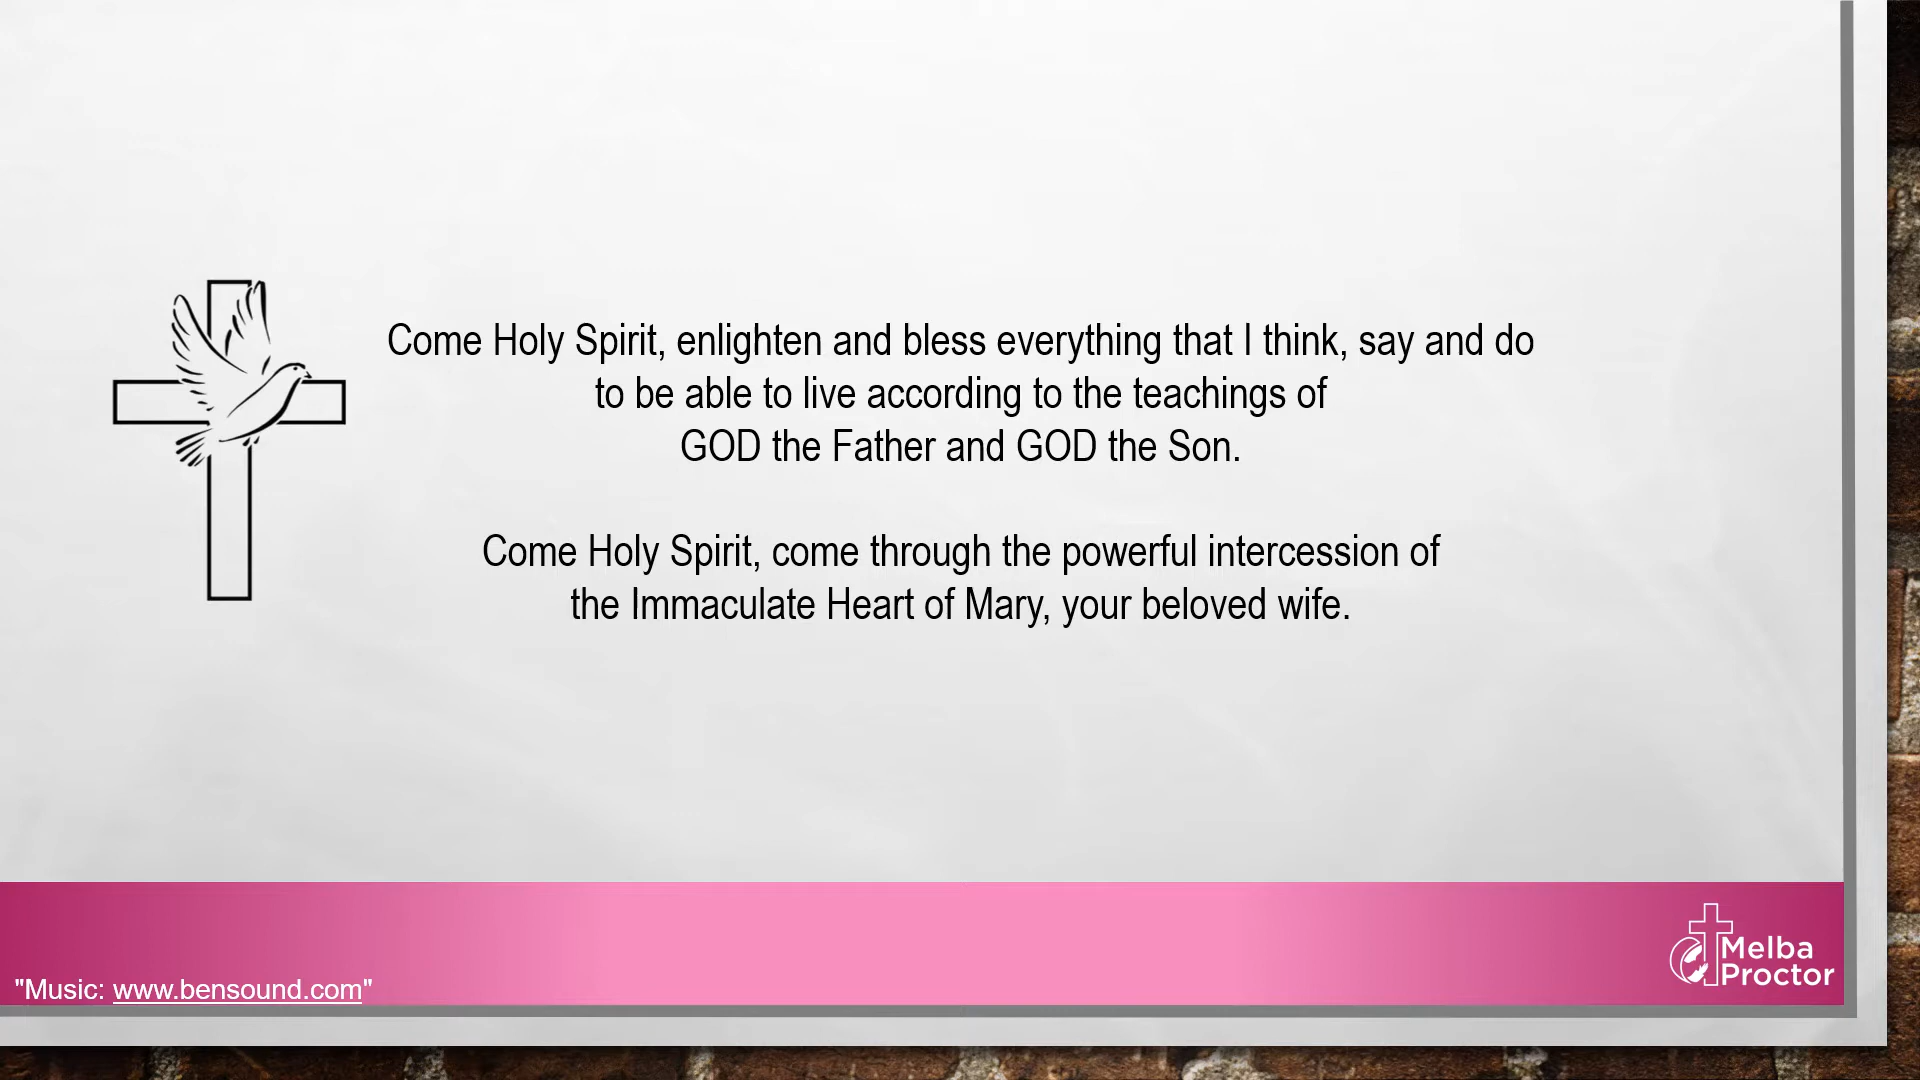 Come Holy Spirit, enlighten and bless everything that I think, say and do
to be able to live according to the teachings of
GOD the Father and GOD the Son.
Come Holy Spirit, come through the powerful intercession of
the Immaculate Heart of Mary, your beloved wife.
Melba
Proctor
"Music: www.bensound.com"